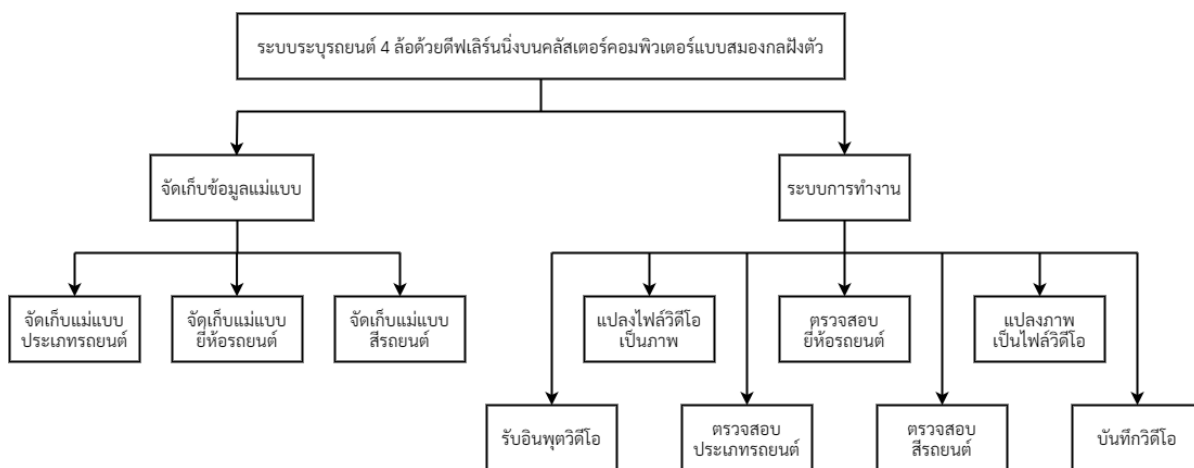 ระบบระบุรถยนต์ 4 ล้อด้วยดีฟเลิร์นนิ่งบนคลัสเตอร์คอมพิวเตอร์แบบสมองกลฝังตัว
จัดเก็บข้อมูลแม่แบบ
ระบบการทำงาน
จัดเก็บแม่แบบ
ประเภทรถยนต์
จัดเก็บแม่แบบ
ยี่ห้อรถยนต์
จัดเก็บแม่แบบ
สีรถยนต์
แปลงไฟล์วิดีโอ
เป็นภาพ
ตรวจสอบ
ยี่ห้อรถยนต์
แปลงภาพ
เป็นไฟล์วิดีโอ
รับอินพุตวิดีโอ
ตรวจสอบ
ประเภทรถยนต์
ตรวจสอบ
สีรถยนต์
บันทึกวิดีโอ